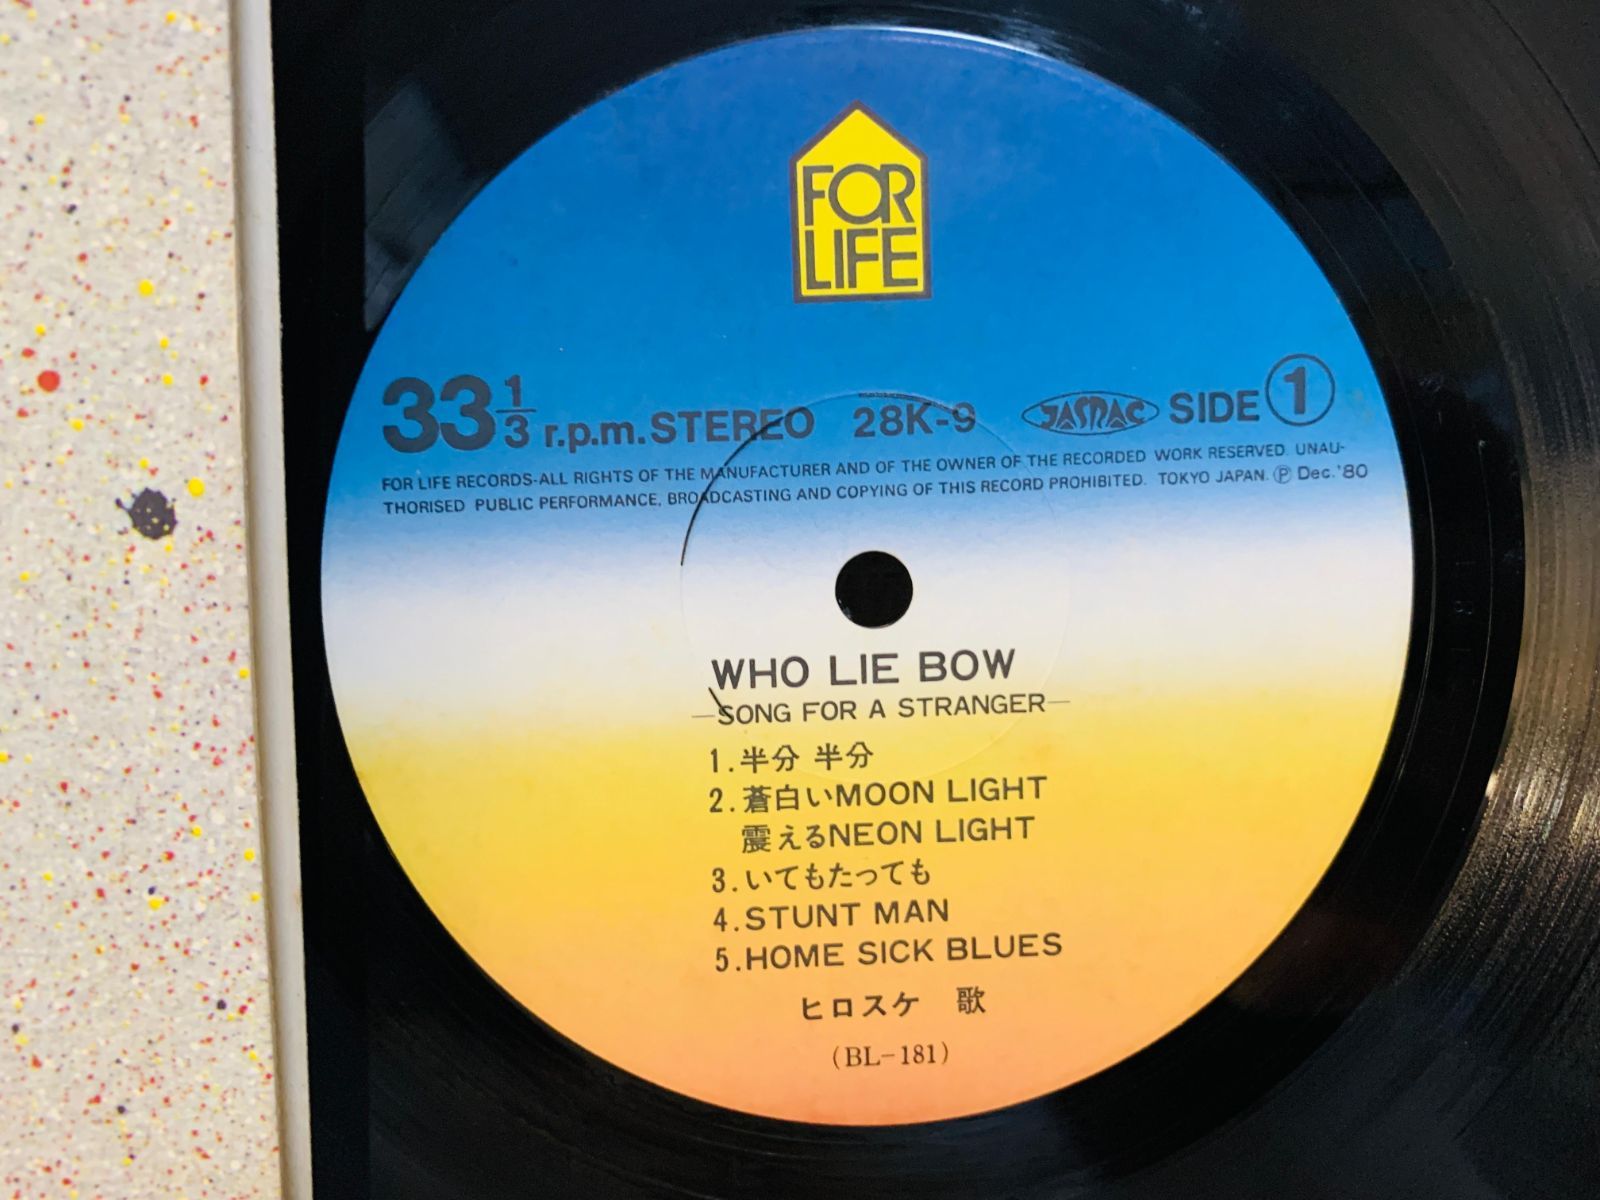 FOR
LIFE
33 1/3 r.p.m. STEREO 28K-9 JASRAC SIDE 1
FOR LIFE RECORDS-ALL RIGHTS OF THE MANUFACTURER AND OF THE OWNER OF THE RECORDED WORK RESERVED. UNAU-
THORISED PUBLIC PERFORMANCE, BROADCASTING AND COPYING OF THIS RECORD PROHIBITED. TOKYO JAPAN. Ⓟ Dec.'80
WHO LIE BOW
—SONG FOR A STRANGER—
1.半分 半分
2.蒼白いMOON LIGHT
震えるNEON LIGHT
3.いてもたっても
4.STUNT MAN
5.HOME SICK BLUES
ヒロスケ 歌
(BL-181)